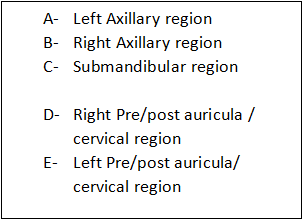 A- Left Axillary region
B- Right Axillary region
C- Submandibular region
D- Right Pre/post auricula /
cervical region
E- Left Pre/post auricula/
cervical region